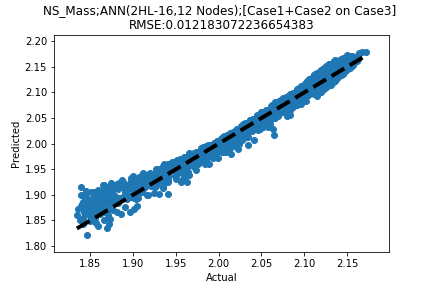 NS_Mass;ANN(2HL-16,12 Nodes);[Case1+Case2 on Case3]
RMSE:0.012183072236654383
2.20
2.15
2.10
2.05
2.00
1.95
1.90
1.85
1.80
Predicted
1.85 1.90 1.95 2.00 2.05 2.10 2.15
Actual